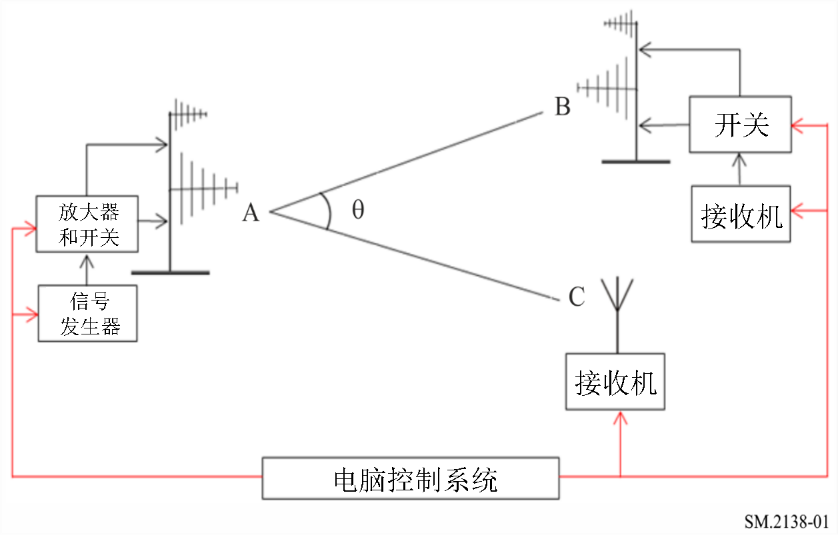 B
开关
放大器
和开关
A
θ
接收机
信号
发生器
C
接收机
电脑控制系统
SM.2138-01